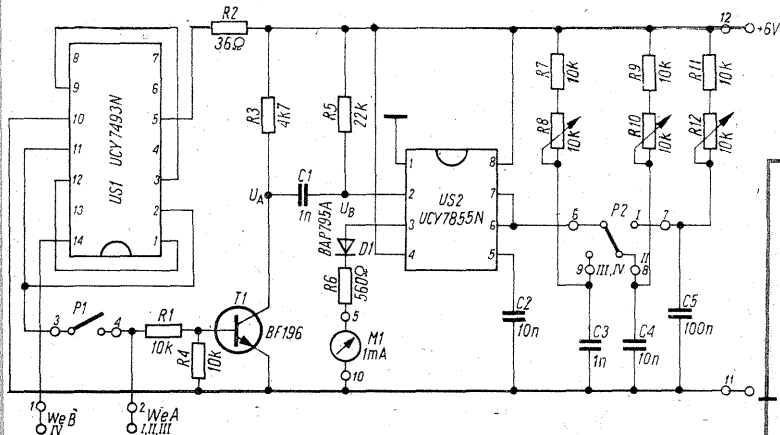 R2
36Ω
12
+6V
8
9
10
11
12
13
14
US1 UCY7493N
7
6
5
4
3
2
1
R3
4k7
R5
22k
R7
10k
R9
10k
R11
10k
R8
10k
R10
10k
R12
10k
C1
1n
UA
UB
1
2
3
4
US2
UCY7855N
8
7
6
5
BAP795A
D1
R6
560Ω
5
M1
1mA
10
6
P2
I
7
9
III,IV
II
8
C2
10n
C3
1n
C4
10n
C5
100n
P1
3
4
R1
10k
R4
10k
T1
BF196
11
1
WeB
IV
2
WeA
I,II,III